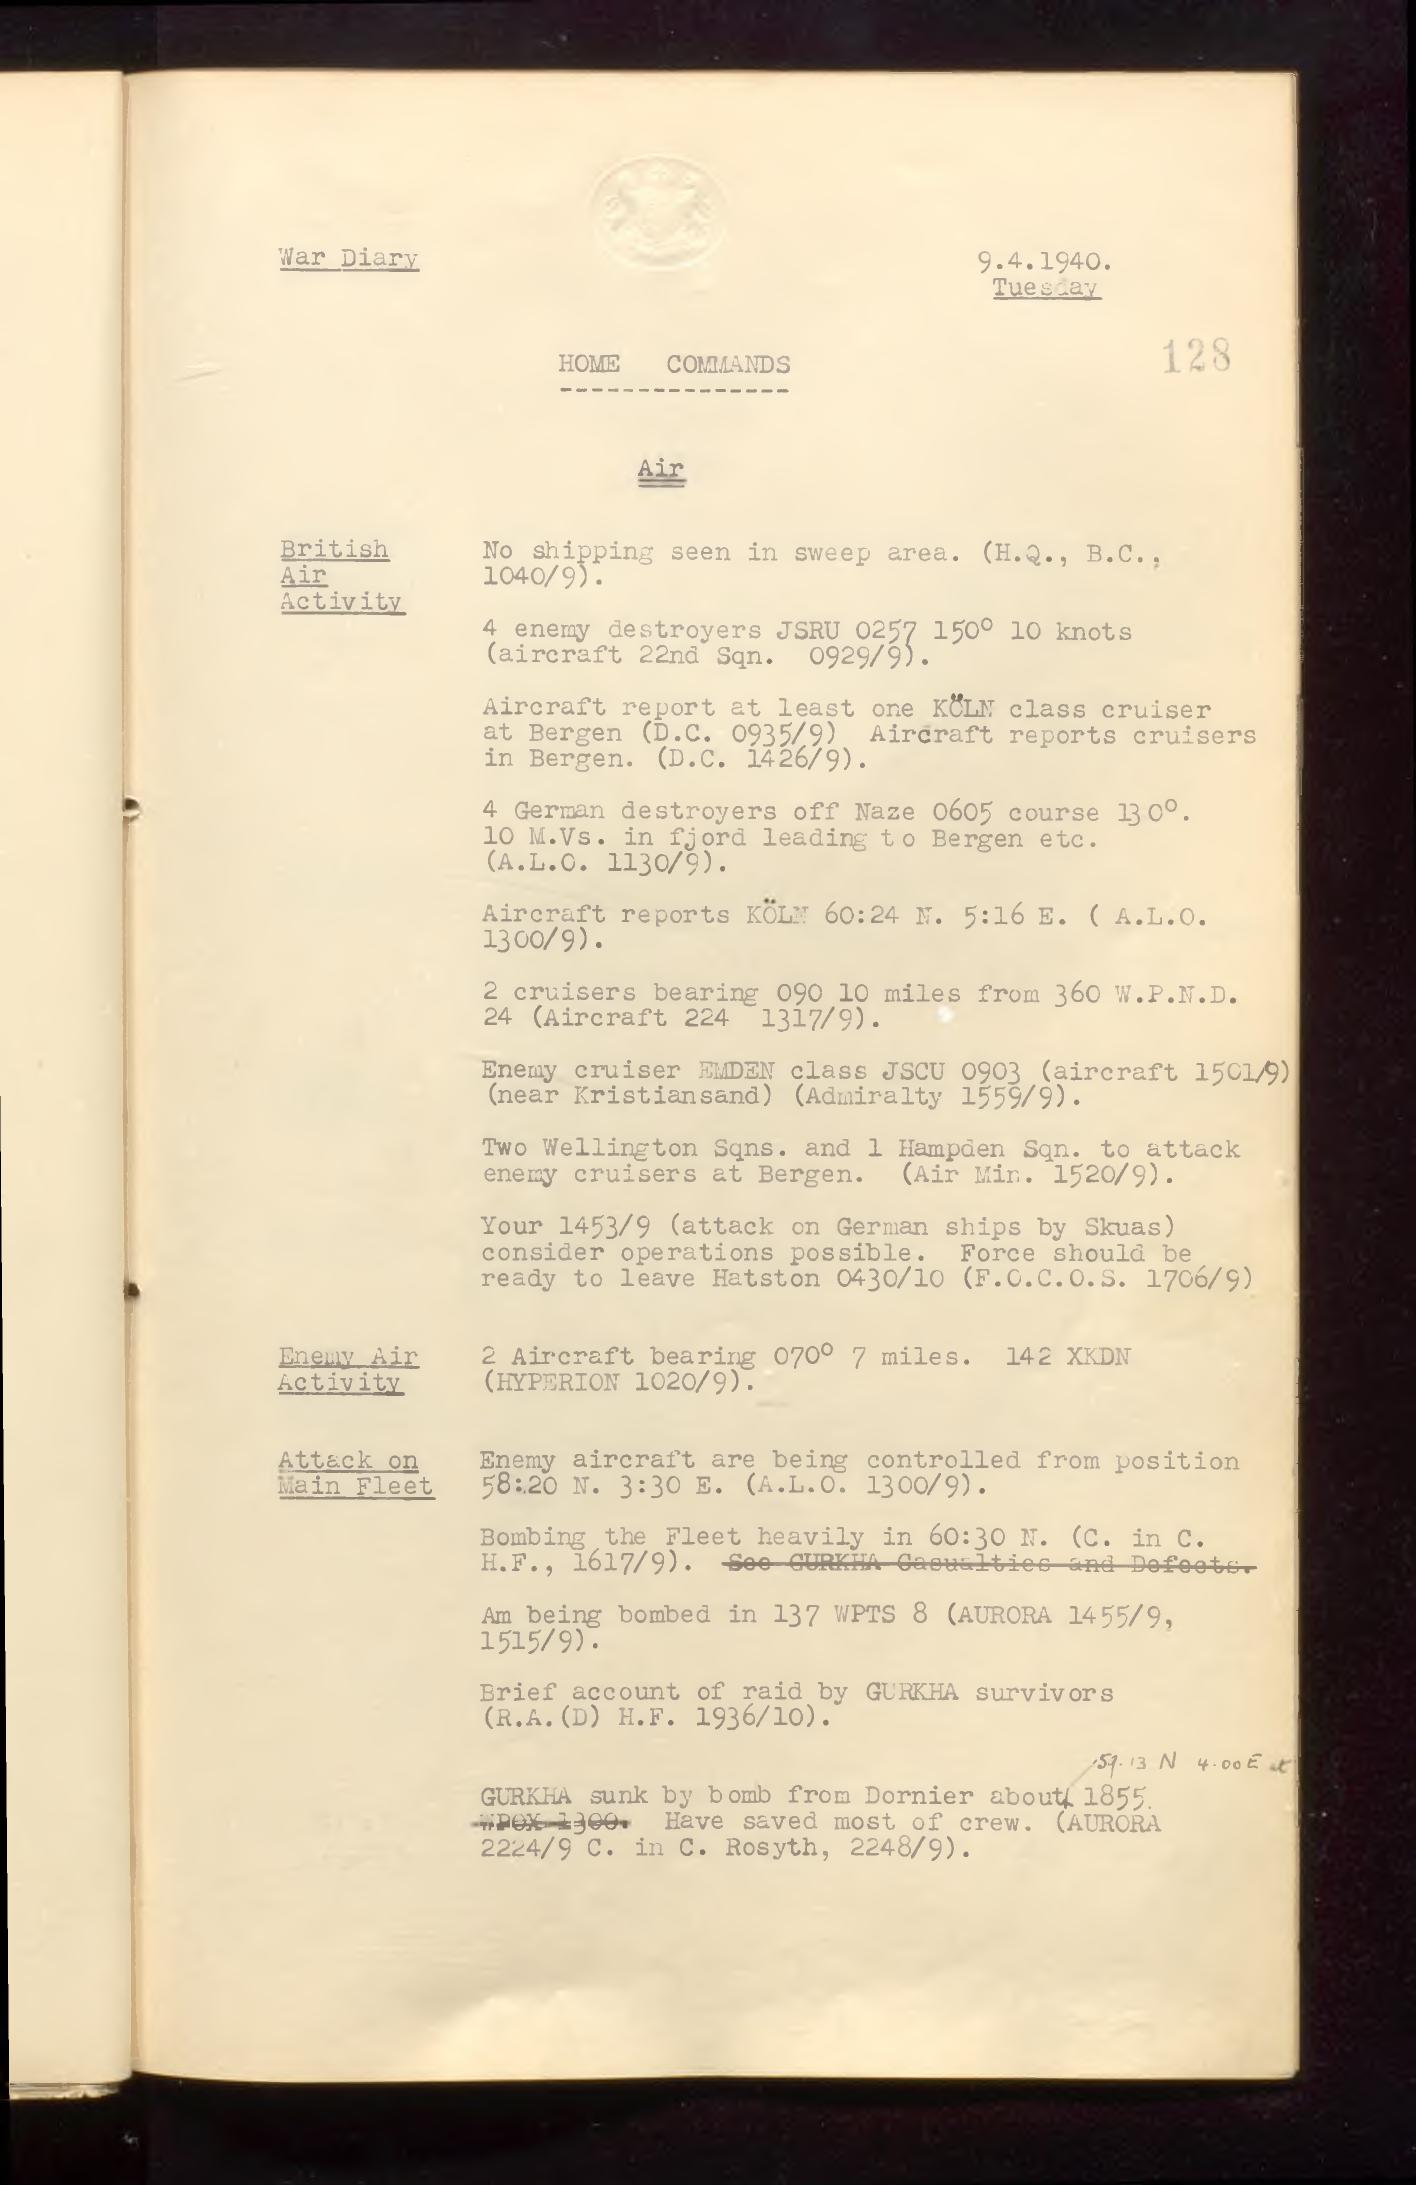 War Diary
9.4.1940.
Tuesday
128
HOME COMMANDS
---------------
Air
British
Air
Activity
No shipping seen in sweep area. (H.Q., B.C.,
1040/9).
4 enemy destroyers JSRU 0257 150° 10 knots
(aircraft 22nd Sqn. 0929/9).
Aircraft report at least one KÖLN class cruiser
at Bergen (D.C. 0935/9) Aircraft reports cruisers
in Bergen. (D.C. 1426/9).
4 German destroyers off Naze 0605 course 130°.
10 M.Vs. in fjord leading to Bergen etc.
(A.L.O. 1130/9).
Aircraft reports KÖLN 60:24 N. 5:16 E. ( A.L.O.
1300/9).
2 cruisers bearing 090 10 miles from 360 W.P.N.D.
24 (Aircraft 224 1317/9).
Enemy cruiser EMDEN class JSCU 0903 (aircraft 1501/9)
(near Kristiansand) (Admiralty 1559/9).
Two Wellington Sqns. and 1 Hampden Sqn. to attack
enemy cruisers at Bergen. (Air Min. 1520/9).
Your 1453/9 (attack on German ships by Skuas)
consider operations possible. Force should be
ready to leave Hatston 0430/10 (F.O.C.O.S. 1706/9)
Enemy Air
Activity
2 Aircraft bearing 070° 7 miles. 142 XKDN
(HYPERION 1020/9).
Attack on
Main Fleet
Enemy aircraft are being controlled from position
58:20 N. 3:30 E. (A.L.O. 1300/9).
Bombing the Fleet heavily in 60:30 N. (C. in C.
H.F., 1617/9). See GURKHA Casualties and Defects.
Am being bombed in 137 WPTS 8 (AURORA 1455/9,
1515/9).
Brief account of raid by GURKHA survivors
(R.A.(D) H.F. 1936/10).
59.13 N 4.00 E at
GURKHA sunk by bomb from Dornier about 1855.
WPOX 1300. Have saved most of crew. (AURORA
2224/9 C. in C. Rosyth, 2248/9).